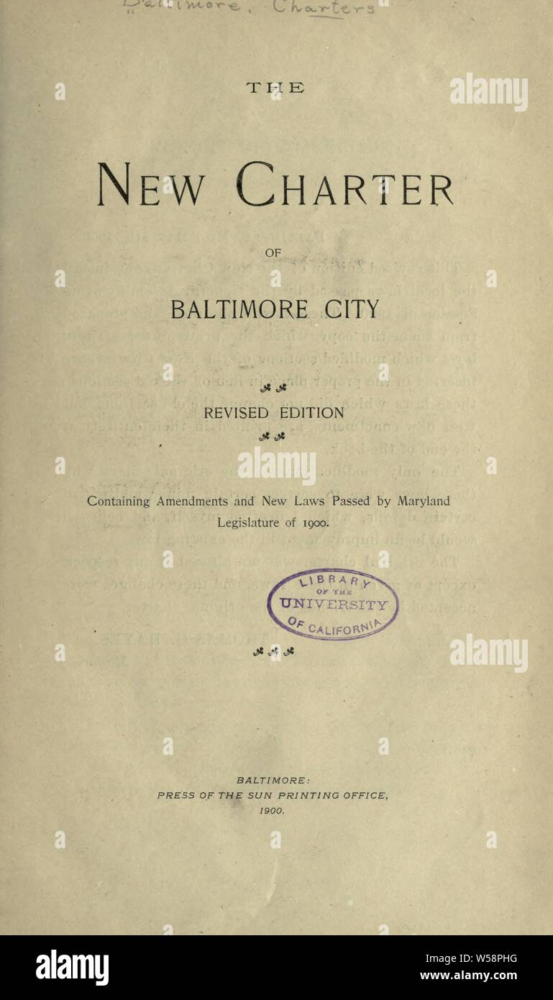 Baltimore. Charters
THE
NEW CHARTER
OF
BALTIMORE CITY
REVISED EDITION
Containing Amendments and New Laws Passed by Maryland
Legislature of 1900.
LIBRARY
OF THE
UNIVERSITY
OF CALIFORNIA
BALTIMORE:
PRESS OF THE SUN PRINTING OFFICE,
1900.
a alamy
a
alamy
Image ID: W58PHG
www.alamy.com